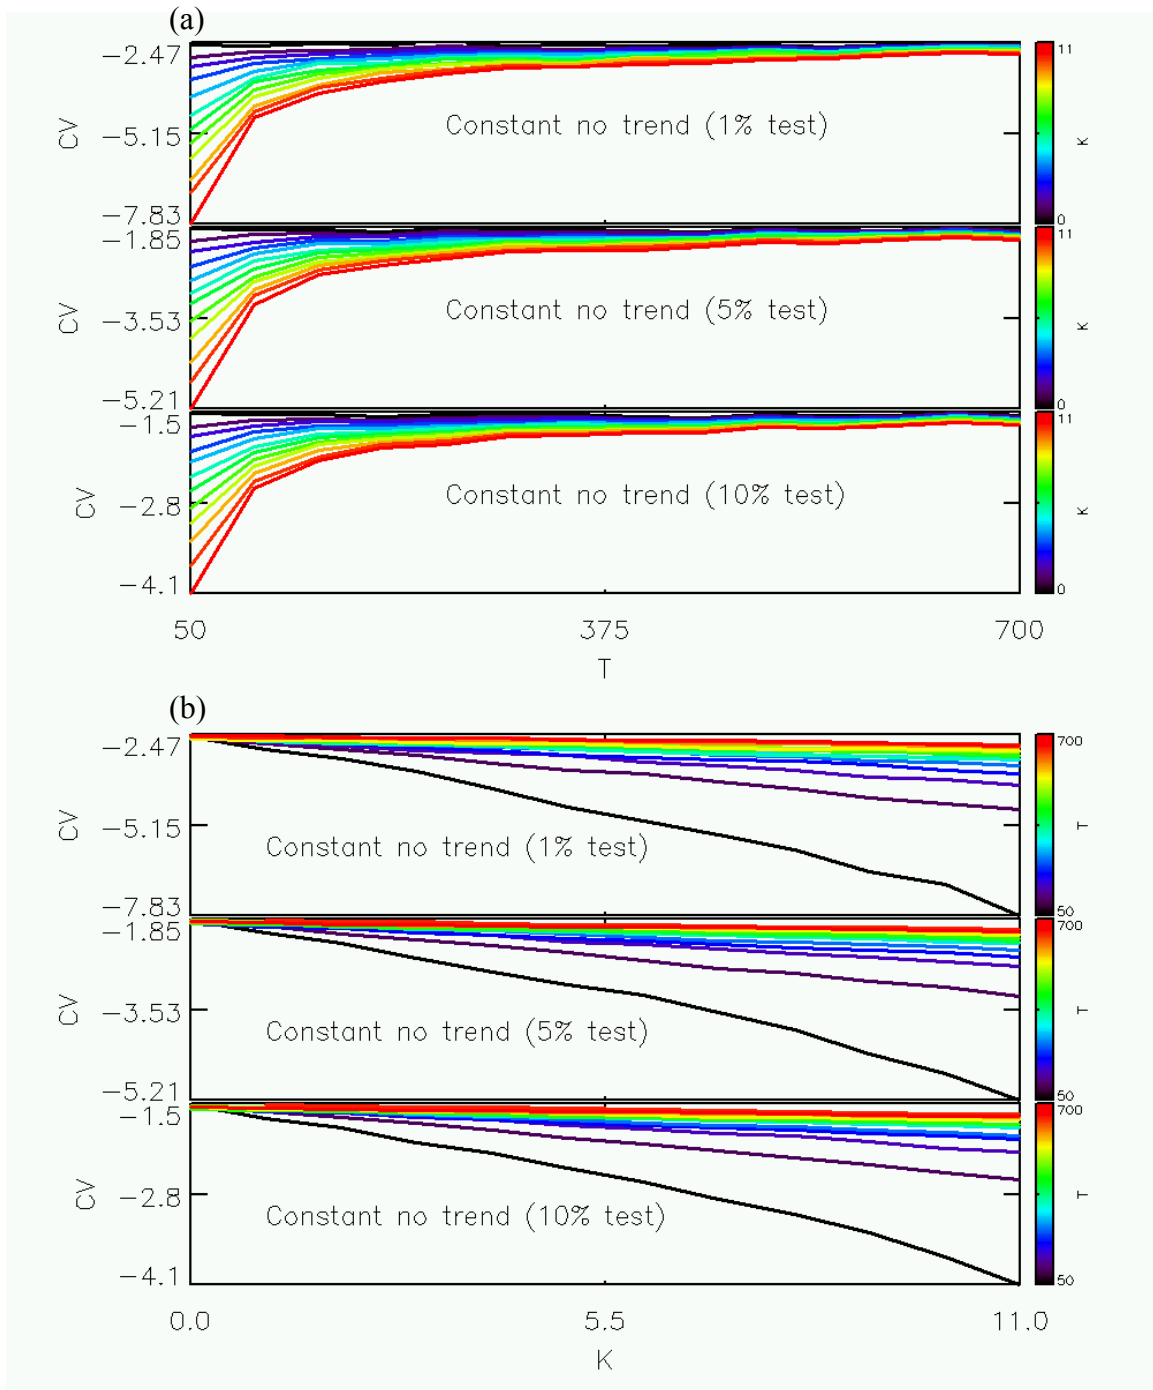 (a)
−2.47
11
CV
−5.15
Constant no trend (1% test)
K
−7.83
0
−1.85
11
CV
−3.53
Constant no trend (5% test)
K
−5.21
0
−1.5
11
CV
−2.8
Constant no trend (10% test)
K
−4.1
0
50 375 700
T
(b)
−2.47
700
CV
−5.15
Constant no trend (1% test)
T
−7.83
50
−1.85
700
CV
−3.53
Constant no trend (5% test)
T
−5.21
50
−1.5
700
CV
−2.8
Constant no trend (10% test)
T
−4.1
50
0.0 5.5 11.0
K